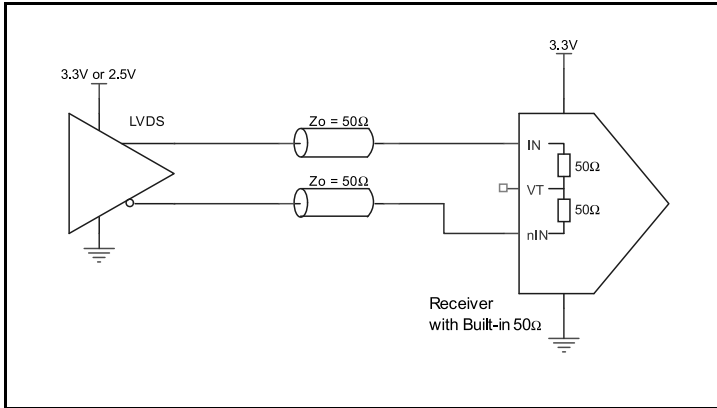 3.3V
3.3V or 2.5V
LVDS
Zo = 50Ω
IN
50Ω
Zo = 50Ω
VT
50Ω
nIN
Receiver
with Built-in 50Ω